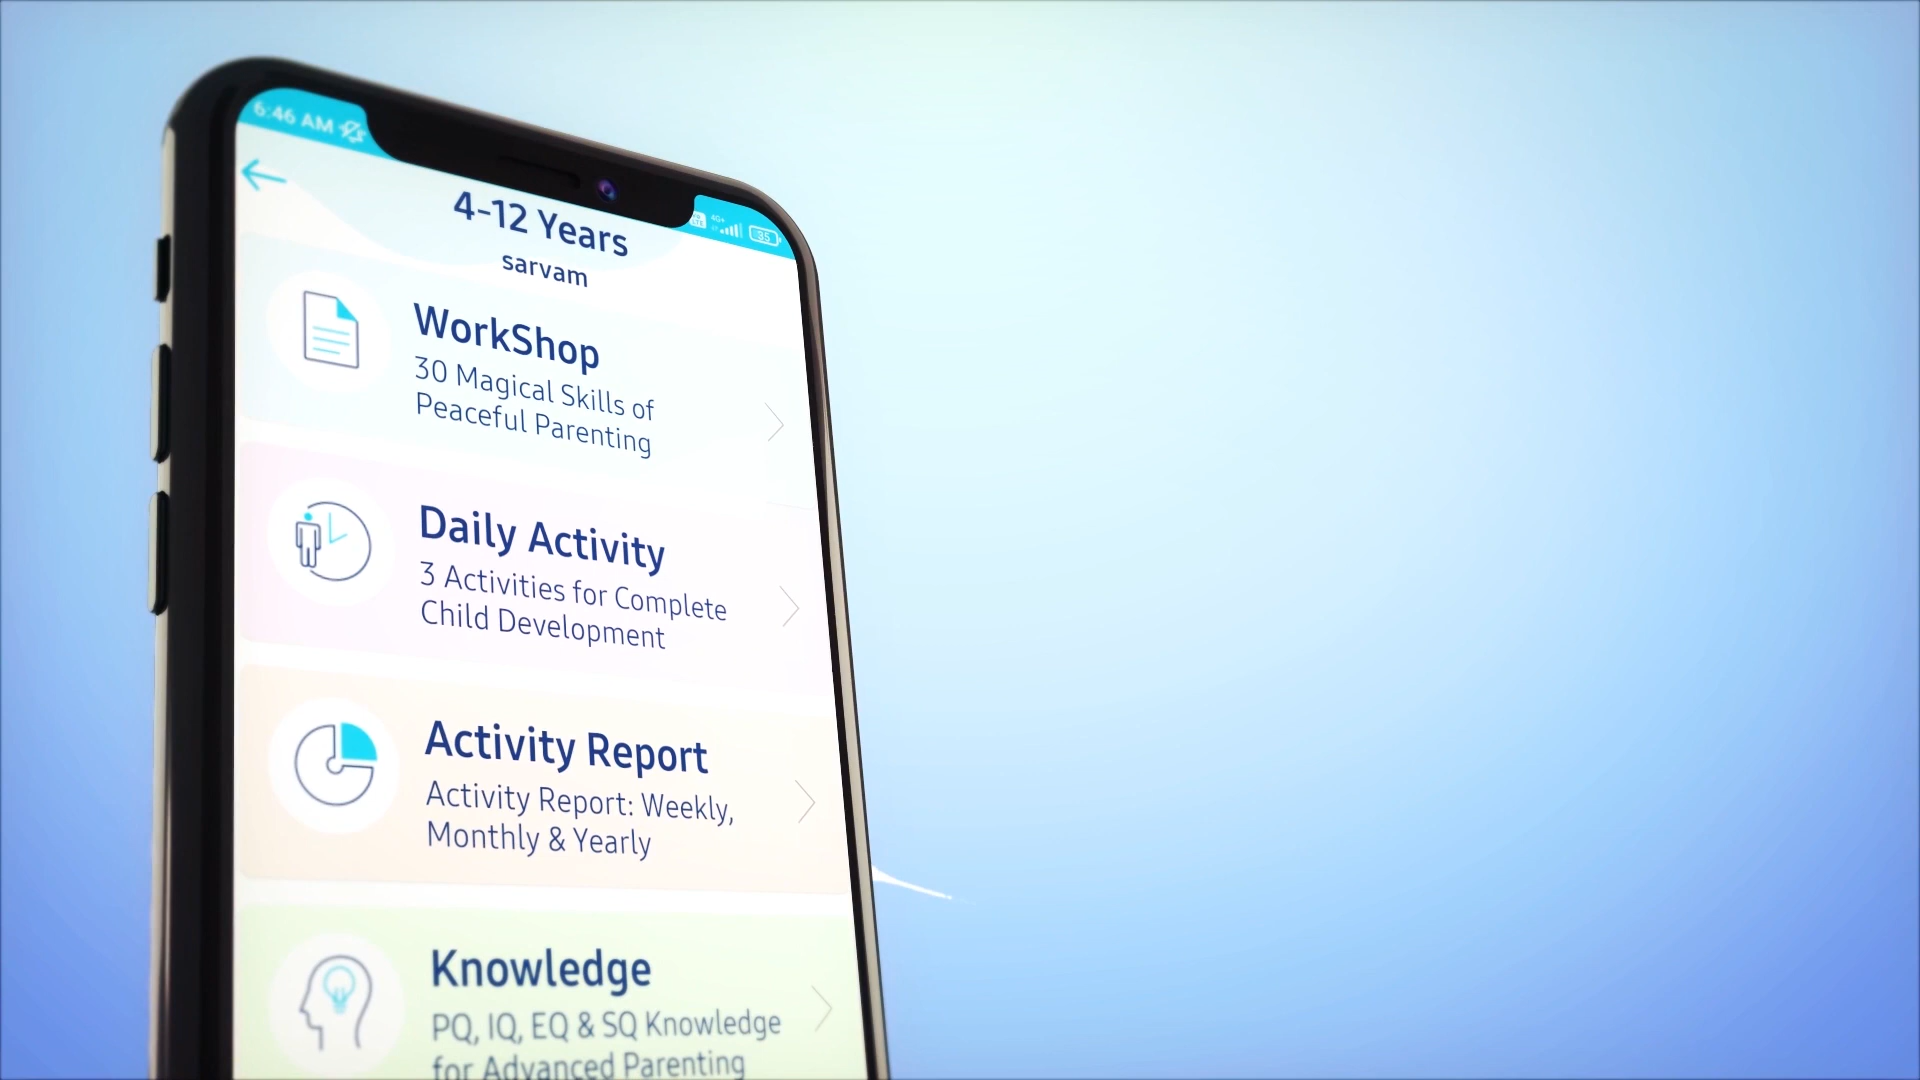 6:46 AM
4G+
35
4-12 Years
sarvam
WorkShop
30 Magical Skills of
Peaceful Parenting
Daily Activity
3 Activities for Complete
Child Development
Activity Report
Activity Report: Weekly,
Monthly & Yearly
Knowledge
PQ, IQ, EQ & SQ Knowledge
for Advanced Parenting